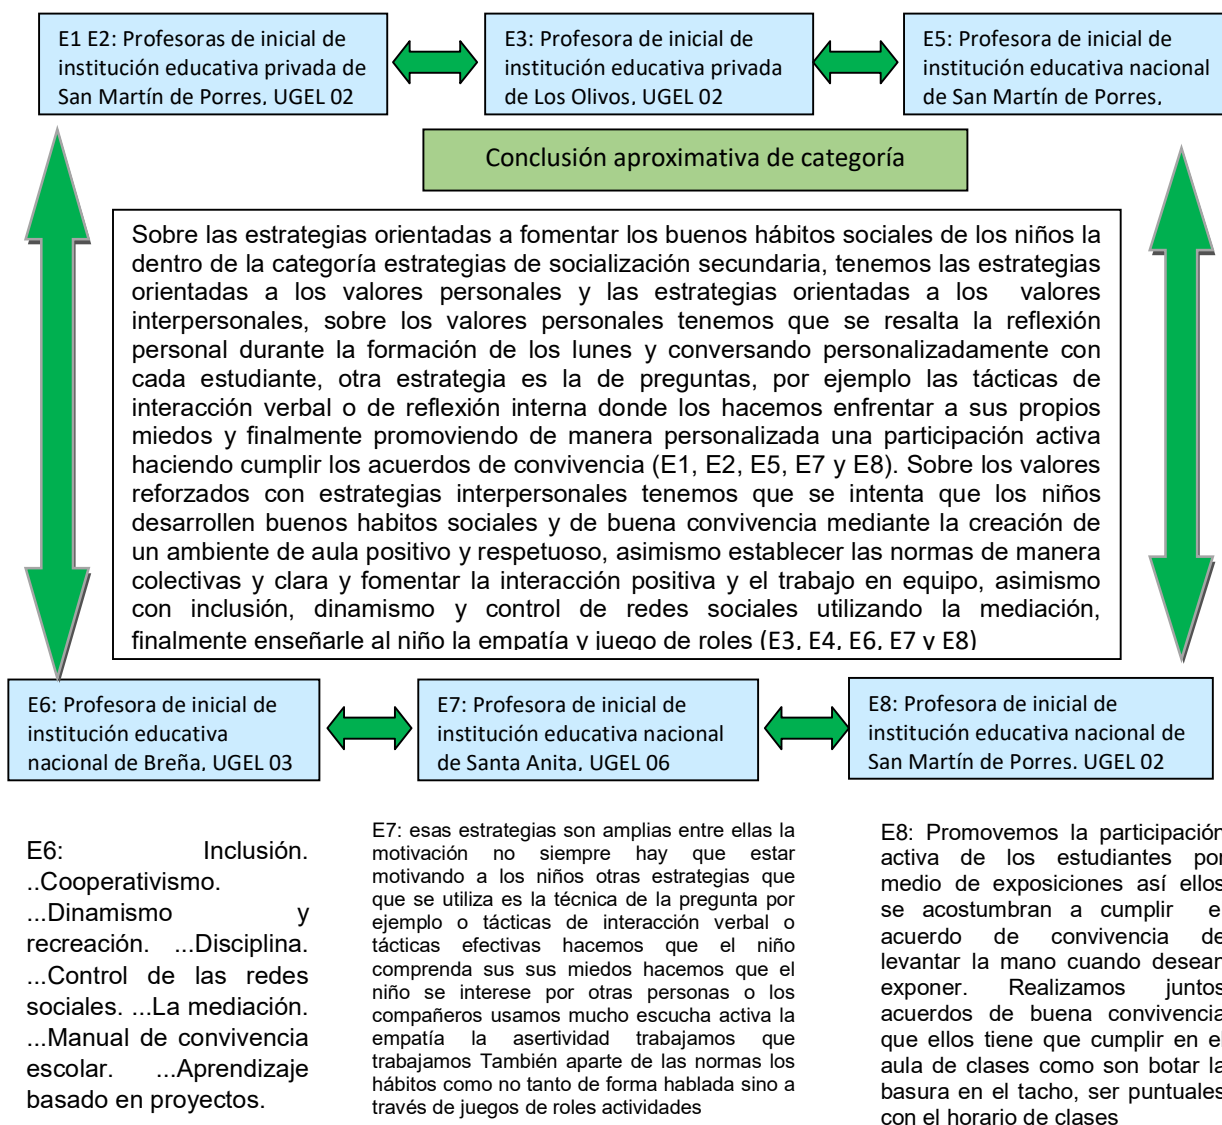 E1 E2: Profesoras de inicial de
institución educativa privada de
San Martín de Porres, UGEL 02
E3: Profesora de inicial de
institución educativa privada
de Los Olivos, UGEL 02
E5: Profesora de inicial de
institución educativa nacional
de San Martín de Porres,
Conclusión aproximativa de categoría
Sobre las estrategias orientadas a fomentar los buenos hábitos sociales de los niños la
dentro de la categoría estrategias de socialización secundaria, tenemos las estrategias
orientadas a los valores personales y las estrategias orientadas a los valores
interpersonales, sobre los valores personales tenemos que se resalta la reflexión
personal durante la formación de los lunes y conversando personalizadamente con
cada estudiante, otra estrategia es la de preguntas, por ejemplo las tácticas de
interacción verbal o de reflexión interna donde los hacemos enfrentar a sus propios
miedos y finalmente promoviendo de manera personalizada una participación activa
haciendo cumplir los acuerdos de convivencia (E1, E2, E5, E7 y E8). Sobre los valores
reforzados con estrategias interpersonales tenemos que se intenta que los niños
desarrollen buenos habitos sociales y de buena convivencia mediante la creación de
un ambiente de aula positivo y respetuoso, asimismo establecer las normas de manera
colectivas y clara y fomentar la interacción positiva y el trabajo en equipo, asimismo
con inclusión, dinamismo y control de redes sociales utilizando la mediación,
finalmente enseñarle al niño la empatía y juego de roles (E3, E4, E6, E7 y E8)
E6: Profesora de inicial de
institución educativa
nacional de Breña, UGEL 03
E7: Profesora de inicial de
institución educativa nacional
de Santa Anita, UGEL 06
E8: Profesora de inicial de
institución educativa nacional de
San Martín de Porres. UGEL 02
E6: Inclusión.
..Cooperativismo.
...Dinamismo y
recreación. ...Disciplina.
...Control de las redes
sociales. ...La mediación.
...Manual de convivencia
escolar. ...Aprendizaje
basado en proyectos.
E7: esas estrategias son amplias entre ellas la
motivación no siempre hay que estar
motivando a los niños otras estrategias que
que se utiliza es la técnica de la pregunta por
ejemplo o tácticas de interacción verbal o
tácticas efectivas hacemos que el niño
comprenda sus sus miedos hacemos que el
niño se interese por otras personas o los
compañeros usamos mucho escucha activa la
empatía la asertividad trabajamos que
trabajamos También aparte de las normas los
hábitos como no tanto de forma hablada sino a
través de juegos de roles actividades
E8: Promovemos la participación
activa de los estudiantes por
medio de exposiciones así ellos
se acostumbran a cumplir e
acuerdo de convivencia de
levantar la mano cuando desean
exponer. Realizamos juntos
acuerdos de buena convivencia
que ellos tiene que cumplir en el
aula de clases como son botar la
basura en el tacho, ser puntuales
con el horario de clases